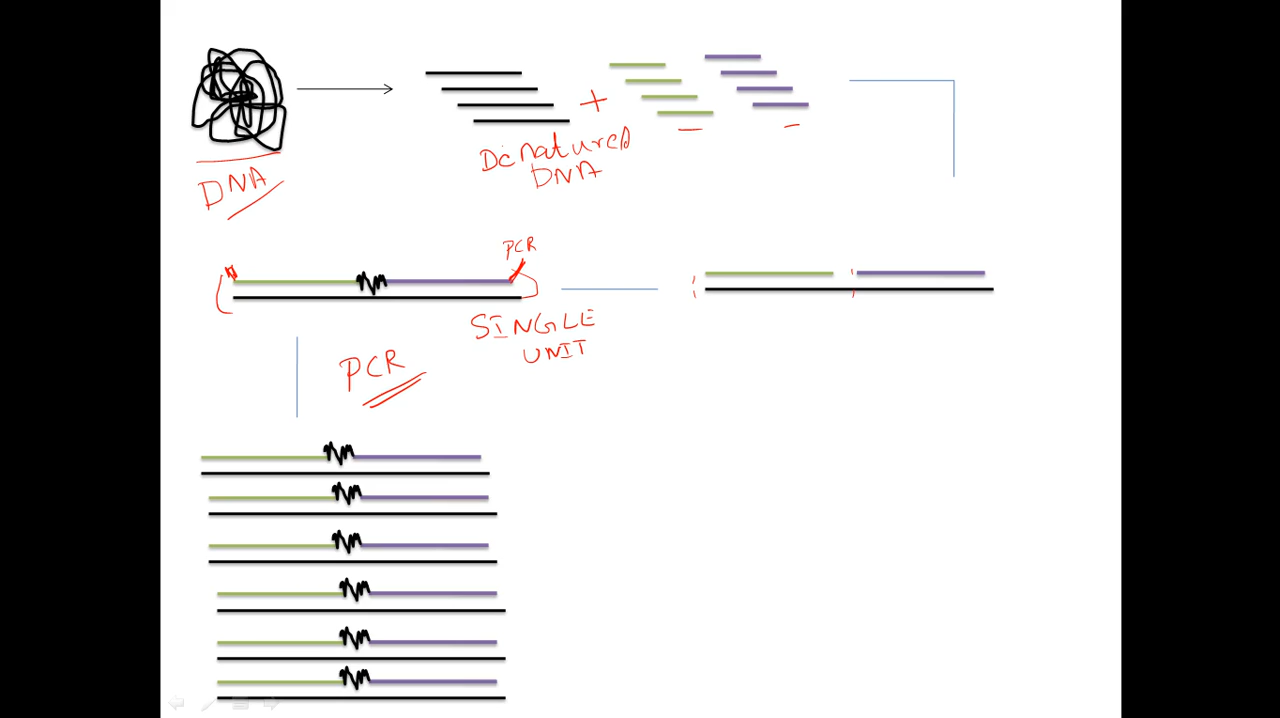 Denatured
DNA
DNA
PCR
SINGLE
UNIT
PCR